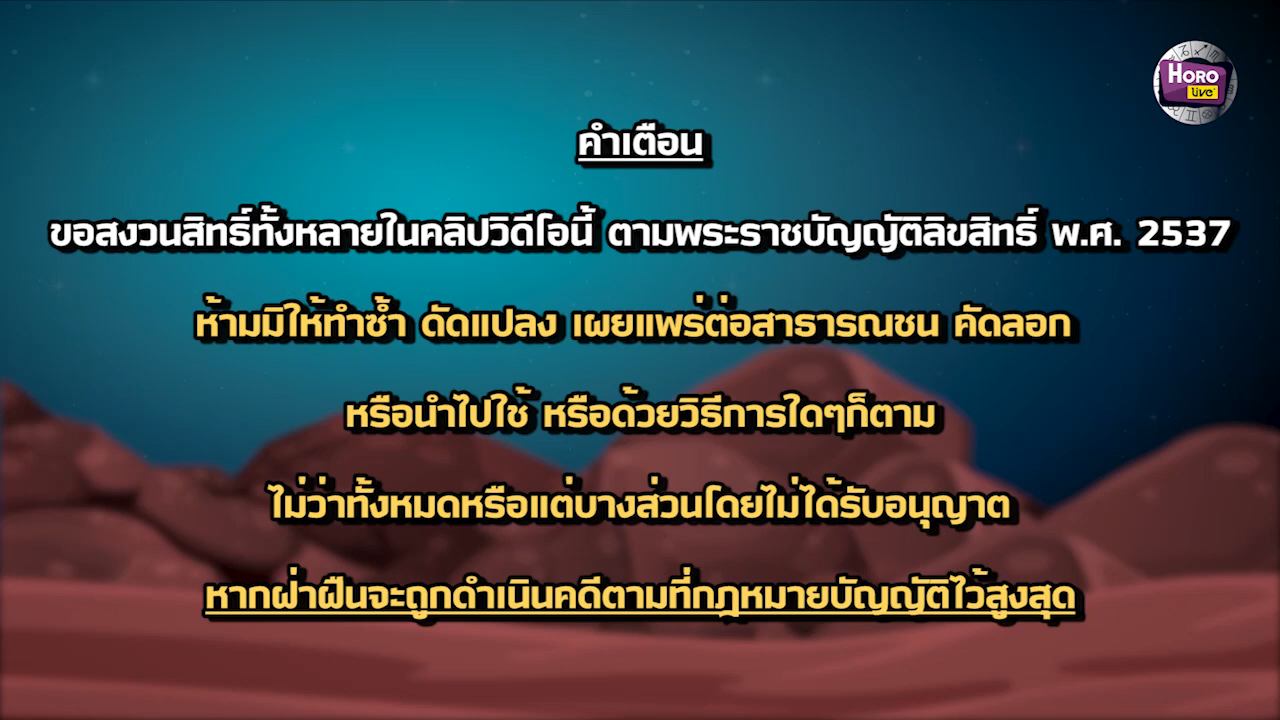 HORO
live
คำเตือน
ขอสงวนสิทธิ์ทั้งหลายในคลิปวิดีโอนี้ ตามพระราชบัญญัติลิขสิทธิ์ พ.ศ. 2537
ห้ามมิให้ทำซ้ำ ดัดแปลง เผยแพร่ต่อสาธารณชน คัดลอก
หรือนำไปใช้ หรือด้วยวิธีการใดๆก็ตาม
ไม่ว่าทั้งหมดหรือแต่บางส่วนโดยไม่ได้รับอนุญาต
หากฝ่าฝืนจะถูกดำเนินคดีตามที่กฎหมายบัญญัติไว้สูงสุด